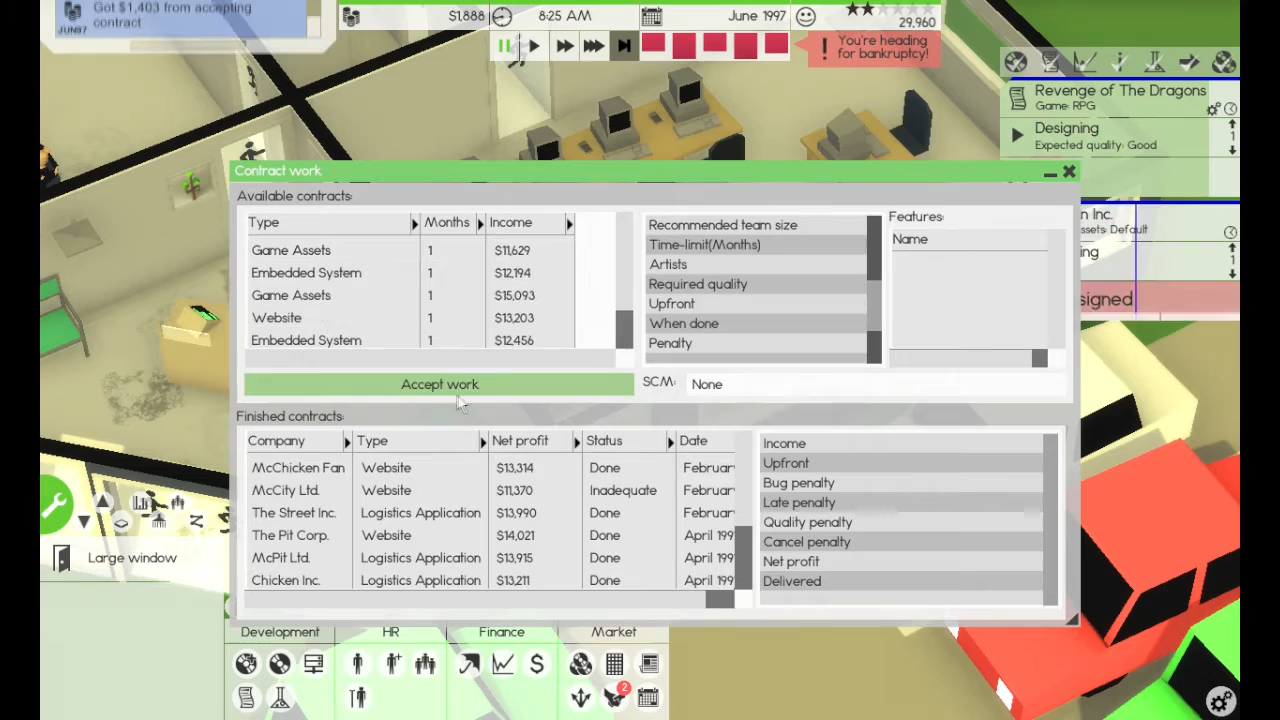 Got $1,403 from accepting
contract
JUN97
$1,888
8:25 AM
June 1997
29,960
You're heading
for bankruptcy!
Revenge of The Dragons
Game: RPG
Designing
Expected quality: Good
1
Contract work
Available contracts:
Type Months Income
Game Assets 1 $11,629
Embedded System 1 $12,194
Game Assets 1 $15,093
Website 1 $13,203
Embedded System 1 $12,456
Recommended team size
Time-limit(Months)
Artists
Required quality
Upfront
When done
Penalty
Features:
Name
n Inc.
ssets: Default
ing
1
signed
Accept work
SCM: None
Finished contracts:
Company Type Net profit Status Date
McChicken Fan Website $13,314 Done Februar
McCity Ltd. Website $11,370 Inadequate Februar
The Street Inc. Logistics Application $13,990 Done Februar
The Pit Corp. Website $14,021 Done April 199
McPit Ltd. Logistics Application $13,915 Done April 199
Chicken Inc. Logistics Application $13,211 Done April 199
Income
Upfront
Bug penalty
Late penalty
Quality penalty
Cancel penalty
Net profit
Delivered
Large window
Development HR Finance Market
2